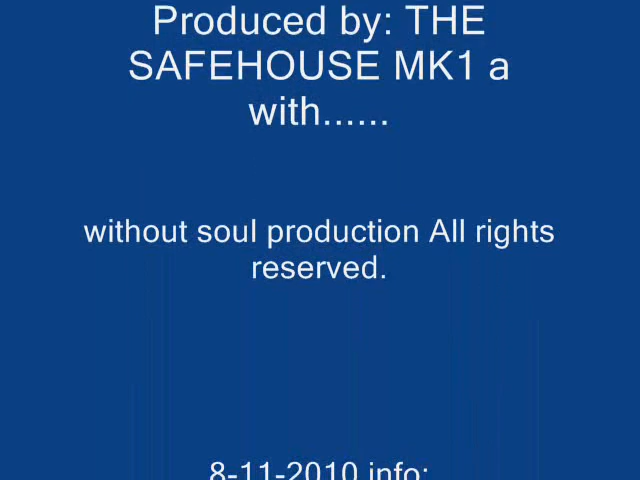 Produced by: THE
SAFEHOUSE MK1 a
with......
without soul production All rights
reserved.
8-11-2010 info: